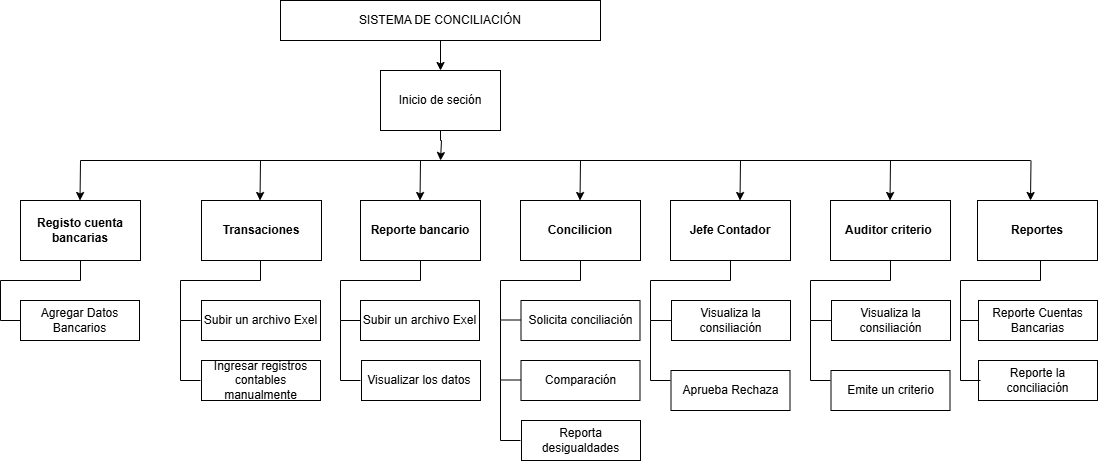 SISTEMA DE CONCILIACIÓN
Inicio de seción
Registo cuenta
bancarias
Transaciones
Reporte bancario
Concilicion
Jefe Contador
Auditor criterio
Reportes
Agregar Datos
Bancarios
Subir un archivo Exel
Ingresar registros
contables
manualmente
Subir un archivo Exel
Visualizar los datos
Solicita conciliación
Comparación
Reporta
desigualdades
Visualiza la
consiliación
Aprueba Rechaza
Visualiza la
consiliación
Emite un criterio
Reporte Cuentas
Bancarias
Reporte la
conciliación